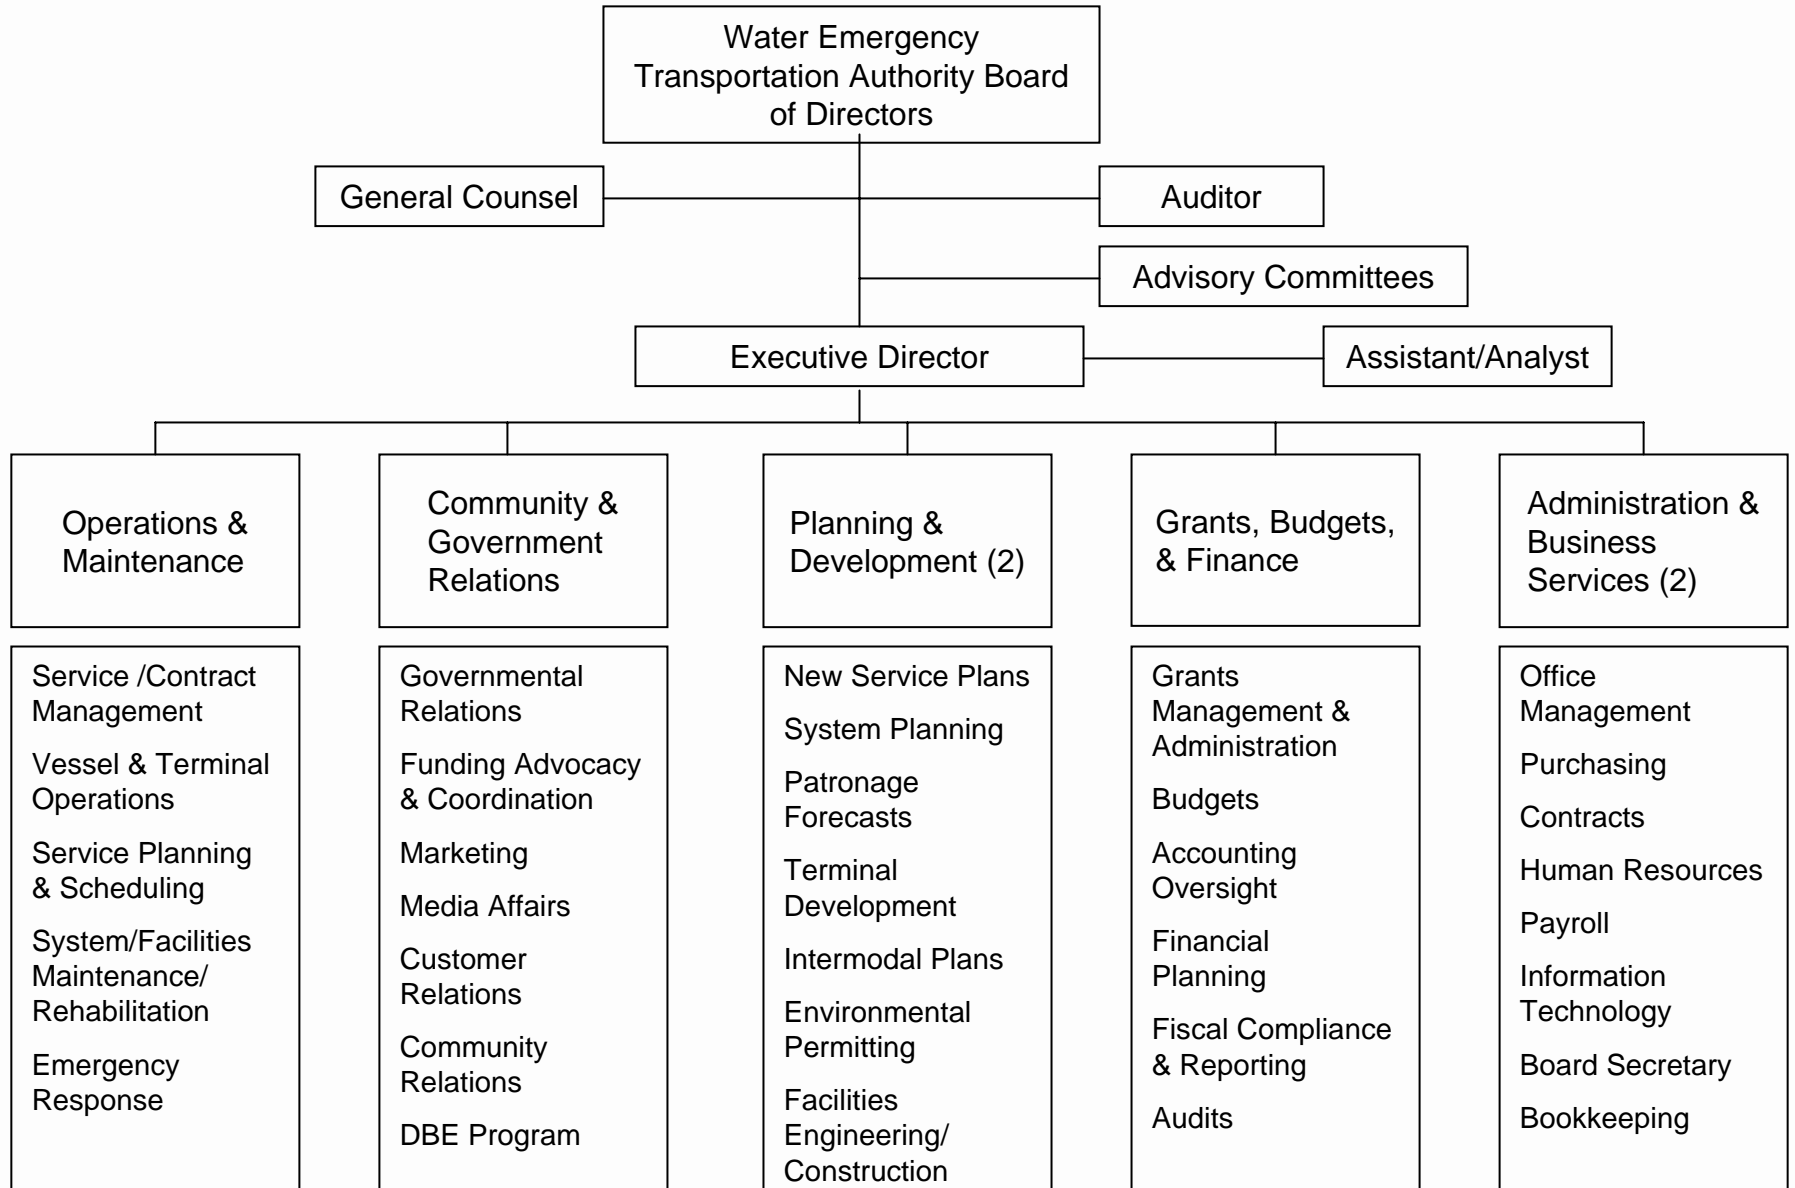 Water Emergency
Transportation Authority Board
of Directors
General Counsel
Auditor
Advisory Committees
Executive Director
Assistant/Analyst
Operations &
Maintenance
Community &
Government
Relations
Planning &
Development (2)
Grants, Budgets,
& Finance
Administration &
Business
Services (2)
Service /Contract
Management
Vessel & Terminal
Operations
Service Planning
& Scheduling
System/Facilities
Maintenance/
Rehabilitation
Emergency
Response
Governmental
Relations
Funding Advocacy
& Coordination
Marketing
Media Affairs
Customer
Relations
Community
Relations
DBE Program
New Service Plans
System Planning
Patronage
Forecasts
Terminal
Development
Intermodal Plans
Environmental
Permitting
Facilities
Engineering/
Construction
Grants
Management &
Administration
Budgets
Accounting
Oversight
Financial
Planning
Fiscal Compliance
& Reporting
Audits
Office
Management
Purchasing
Contracts
Human Resources
Payroll
Information
Technology
Board Secretary
Bookkeeping